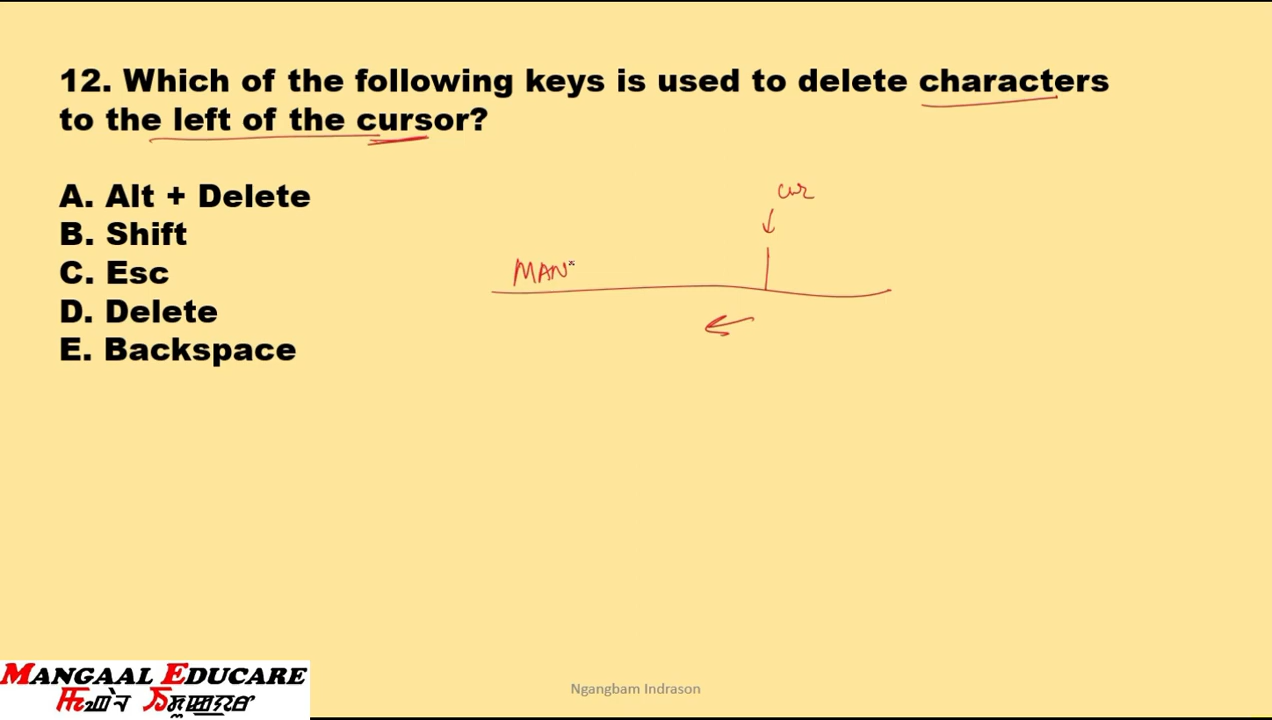 12. Which of the following keys is used to delete characters
to the left of the cursor?
A. Alt + Delete
B. Shift
C. Esc
D. Delete
E. Backspace
cur
MAN
MANGAAL EDUCARE
Ngangbam Indrason